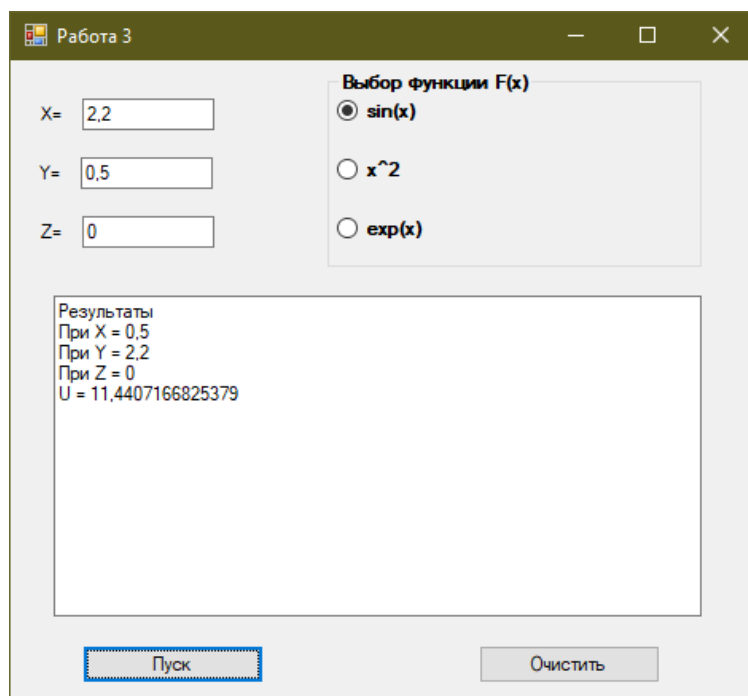 Работа 3
X= 2,2
Y= 0,5
Z= 0
Выбор функции F(x)
sin(x)
x^2
exp(x)
Результаты
При X = 0,5
При Y = 2,2
При Z = 0
U = 11,4407166825379
Пуск
Очистить